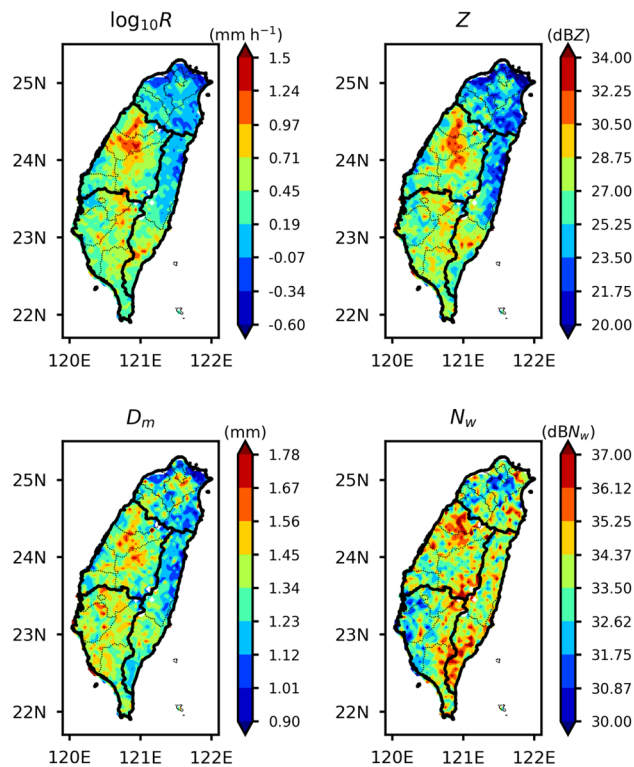 log₁₀R
(mm h⁻¹)
25N
24N
23N
22N
120E 121E 122E
1.5
1.24
0.97
0.71
0.45
0.19
-0.07
-0.34
-0.60
Z
(dBZ)
25N
24N
23N
22N
120E 121E 122E
34.00
32.25
30.50
28.75
27.00
25.25
23.50
21.75
20.00
Dₘ
(mm)
25N
24N
23N
22N
120E 121E 122E
1.78
1.67
1.56
1.45
1.34
1.23
1.12
1.01
0.90
N_w
(dBN_w)
25N
24N
23N
22N
120E 121E 122E
37.00
36.12
35.25
34.37
33.50
32.62
31.75
30.87
30.00